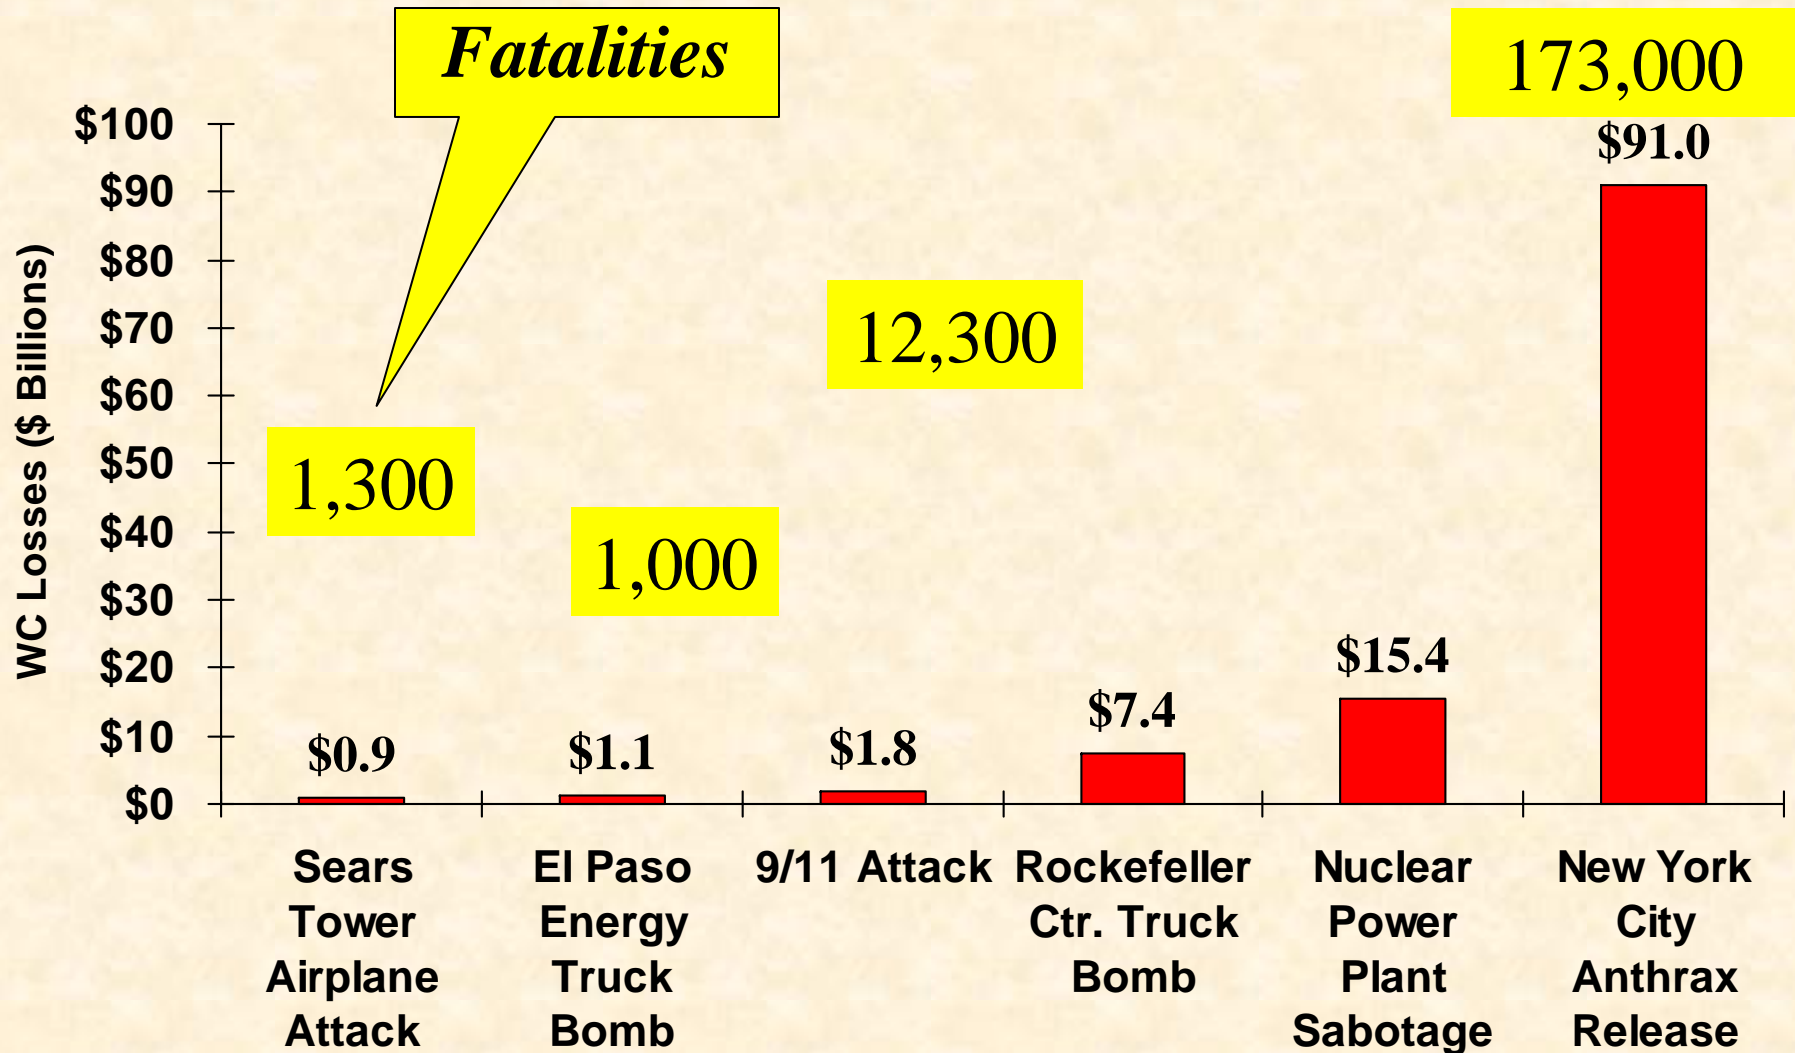 Fatalities
173,000
$100
$90
$80
$70
$60
$50
$40
$30
$20
$10
$0
WC Losses ($ Billions)
1,300
1,000
12,300
$0.9
$1.1
$1.8
$7.4
$15.4
$91.0
Sears
Tower
Airplane
Attack
El Paso
Energy
Truck
Bomb
9/11 Attack
Rockefeller
Ctr. Truck
Bomb
Nuclear
Power
Plant
Sabotage
New York
City
Anthrax
Release